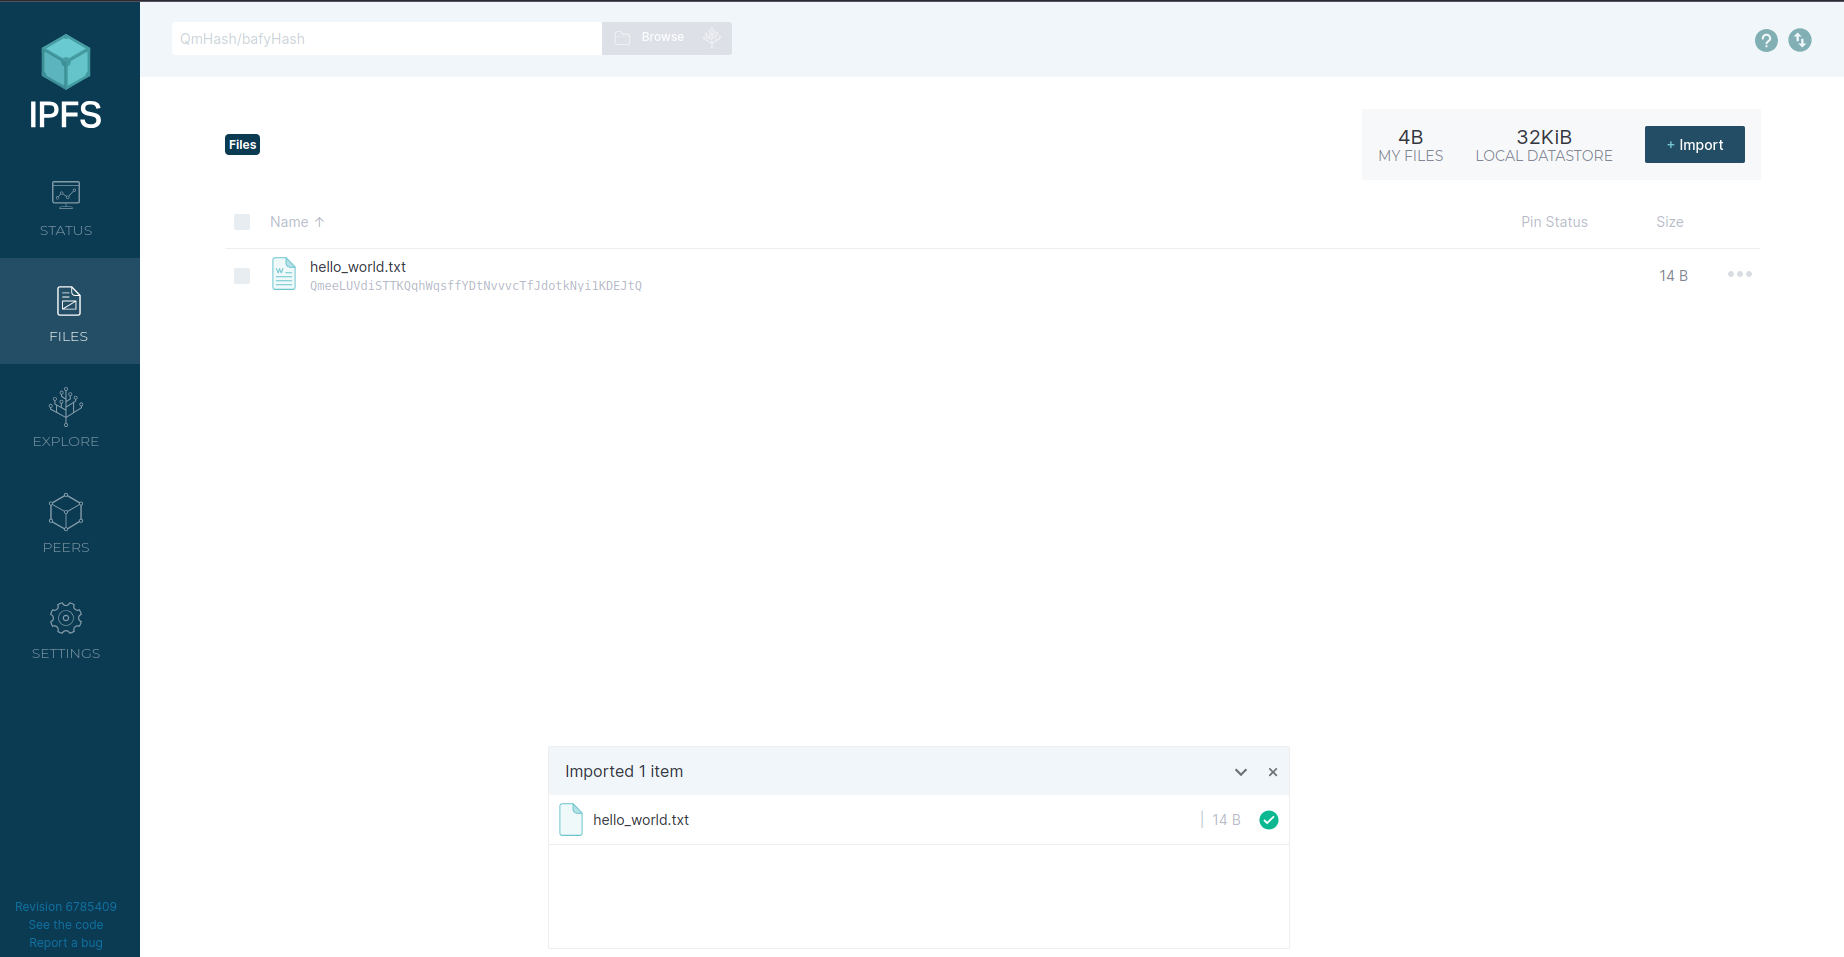 QmHash/bafyHash
Browse
IPFS
Files
4B
MY FILES
32KiB
LOCAL DATASTORE
+ Import
STATUS
Name ↑
Pin Status
Size
hello_world.txt
QmeeLUVdiSTTKQqhWqsffYDtNvvvcTfJdotkNyi1KDEJtQ
14 B
FILES
EXPLORE
PEERS
SETTINGS
Imported 1 item
hello_world.txt
14 B
Revision 6785409
See the code
Report a bug